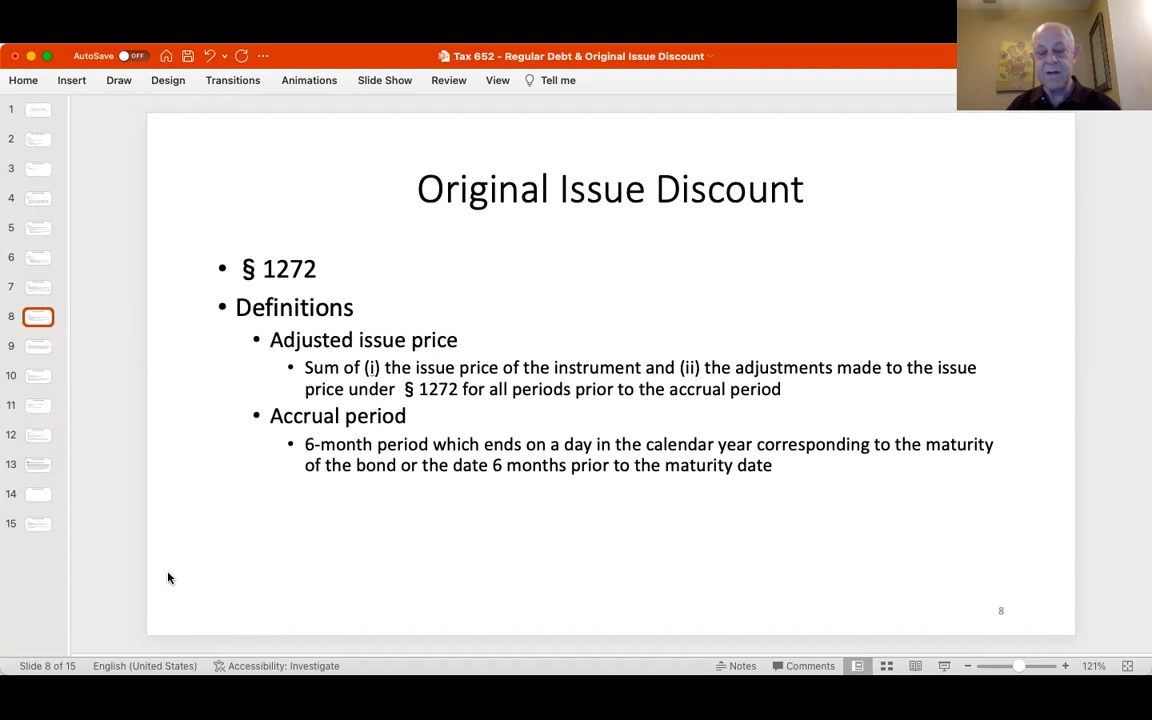 AutoSave OFF
Tax 652 - Regular Debt & Original Issue Discount
Home Insert Draw Design Transitions Animations Slide Show Review View Tell me
1
2
3
4
5
6
7
8
9
10
11
12
13
14
15
Original Issue Discount
• § 1272
• Definitions
• Adjusted issue price
• Sum of (i) the issue price of the instrument and (ii) the adjustments made to the issue
price under § 1272 for all periods prior to the accrual period
• Accrual period
• 6-month period which ends on a day in the calendar year corresponding to the maturity
of the bond or the date 6 months prior to the maturity date
8
Slide 8 of 15 English (United States) Accessibility: Investigate Notes Comments 121%